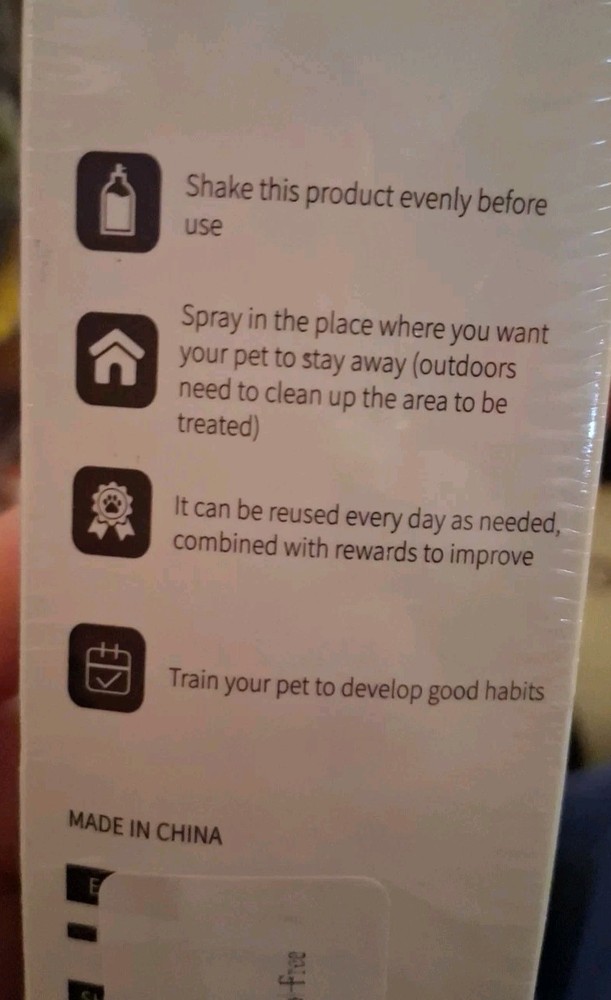 Shake this product evenly before
use
Spray in the place where you want
your pet to stay away (outdoors
need to clean up the area to be
treated)
It can be reused every day as needed,
combined with rewards to improve
Train your pet to develop good habits
MADE IN CHINA
free